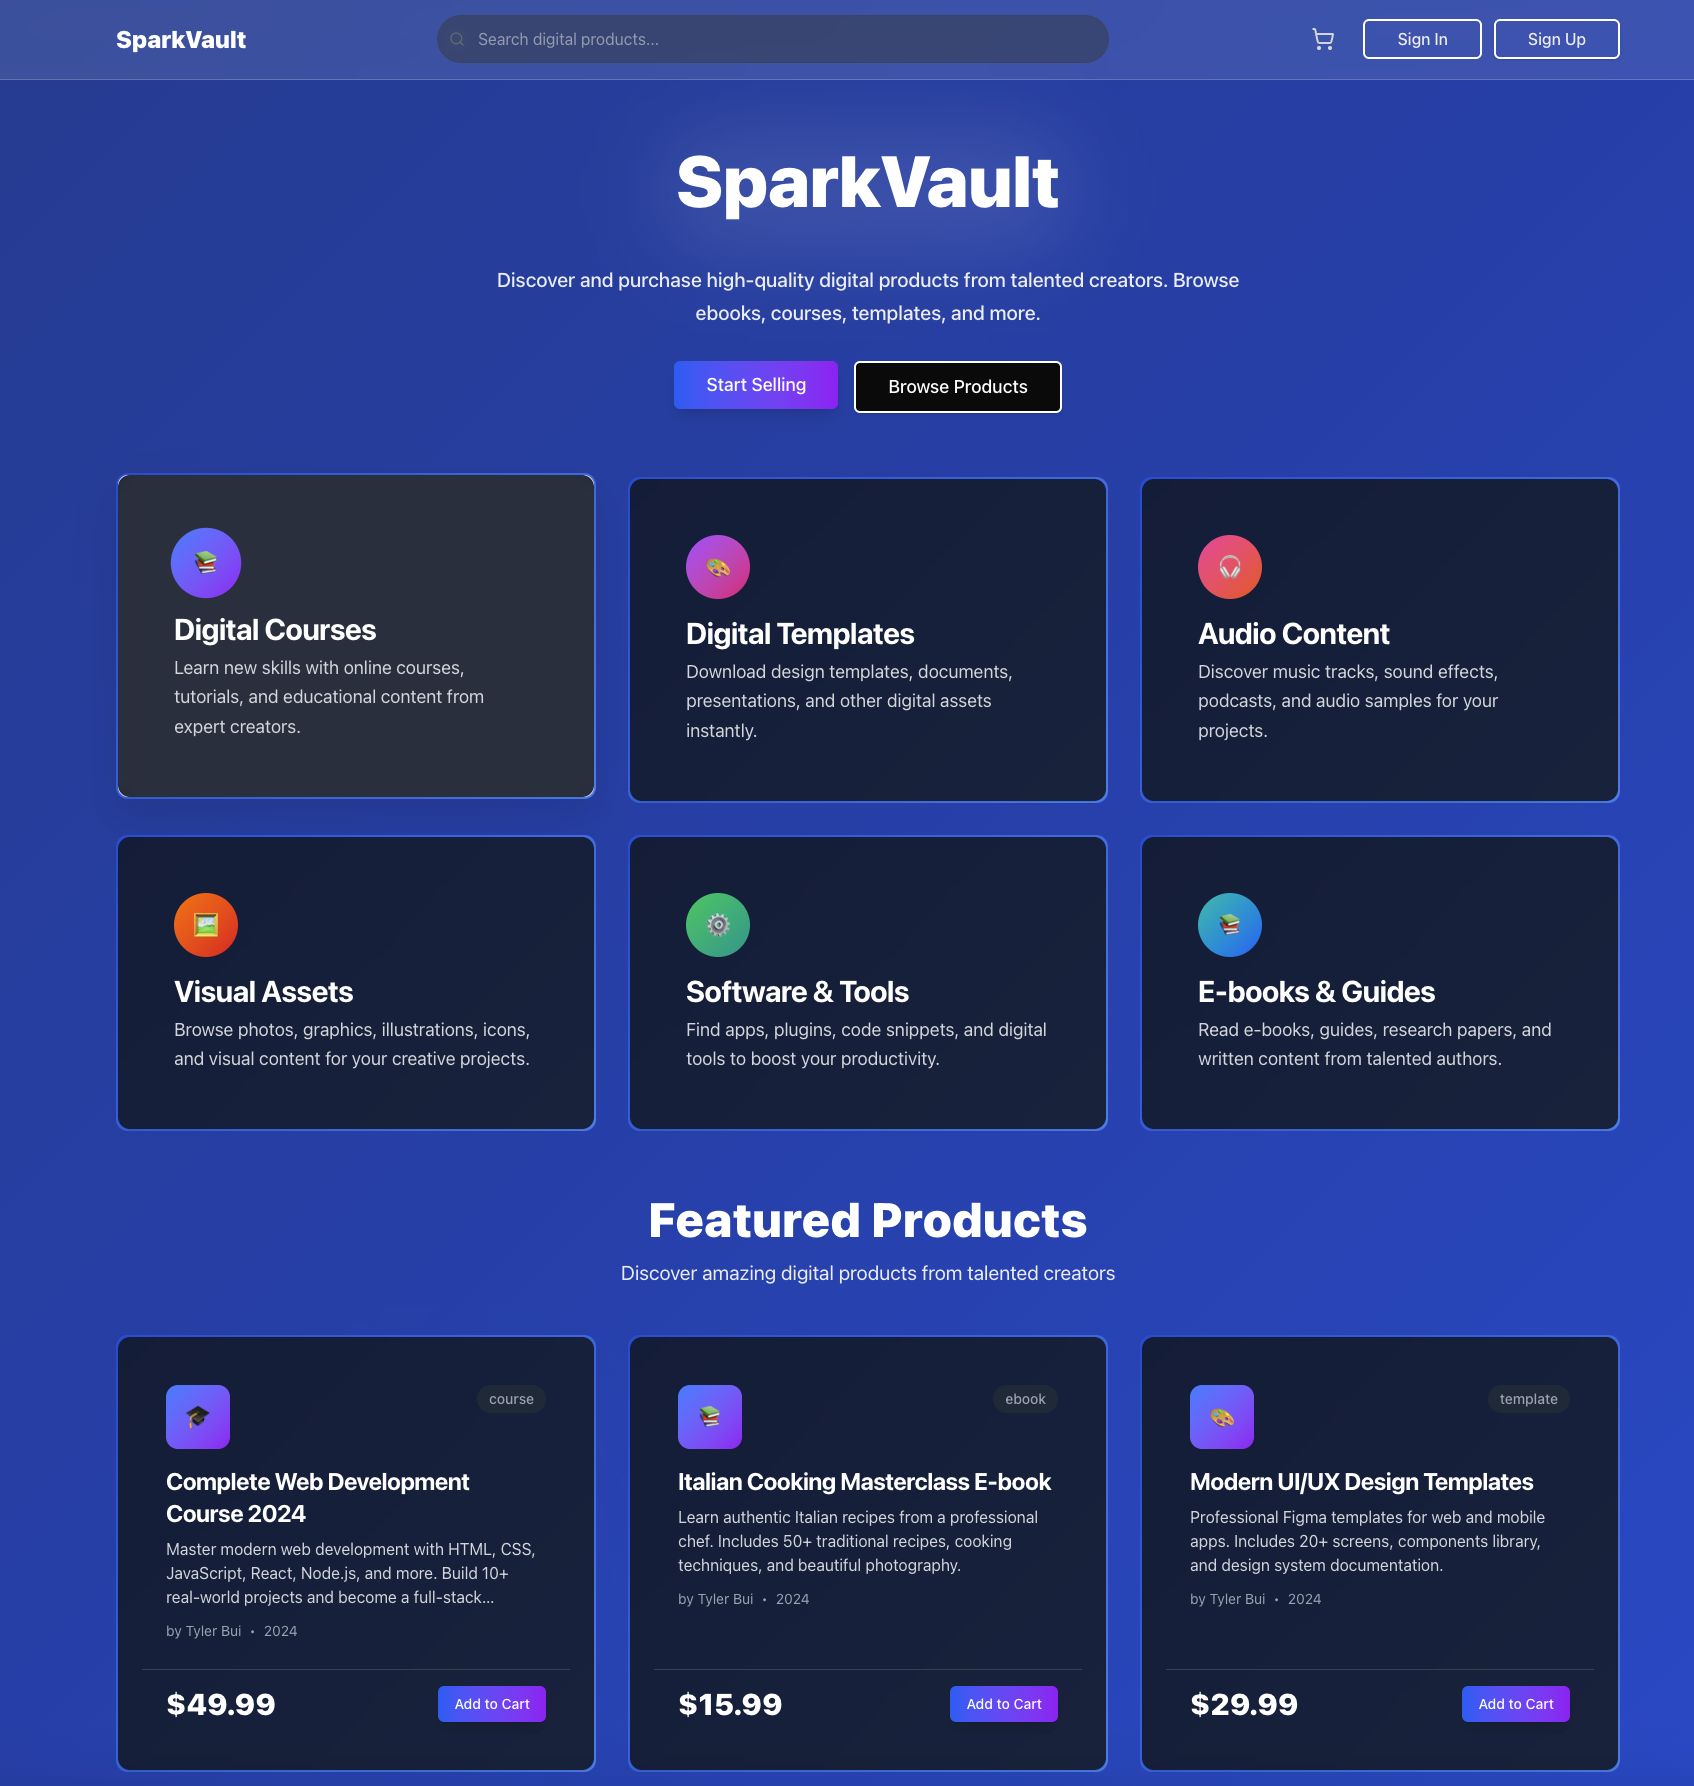 SparkVault
Search digital products...
Sign In
Sign Up
SparkVault
Discover and purchase high-quality digital products from talented creators. Browse
ebooks, courses, templates, and more.
Start Selling
Browse Products
Digital Courses
Learn new skills with online courses,
tutorials, and educational content from
expert creators.
Digital Templates
Download design templates, documents,
presentations, and other digital assets
instantly.
Audio Content
Discover music tracks, sound effects,
podcasts, and audio samples for your
projects.
Visual Assets
Browse photos, graphics, illustrations, icons,
and visual content for your creative projects.
Software & Tools
Find apps, plugins, code snippets, and digital
tools to boost your productivity.
E-books & Guides
Read e-books, guides, research papers, and
written content from talented authors.
Featured Products
Discover amazing digital products from talented creators
course
Complete Web Development
Course 2024
Master modern web development with HTML, CSS,
JavaScript, React, Node.js, and more. Build 10+
real-world projects and become a full-stack...
by Tyler Bui • 2024
$49.99
Add to Cart
ebook
Italian Cooking Masterclass E-book
Learn authentic Italian recipes from a professional
chef. Includes 50+ traditional recipes, cooking
techniques, and beautiful photography.
by Tyler Bui • 2024
$15.99
Add to Cart
template
Modern UI/UX Design Templates
Professional Figma templates for web and mobile
apps. Includes 20+ screens, components library,
and design system documentation.
by Tyler Bui • 2024
$29.99
Add to Cart